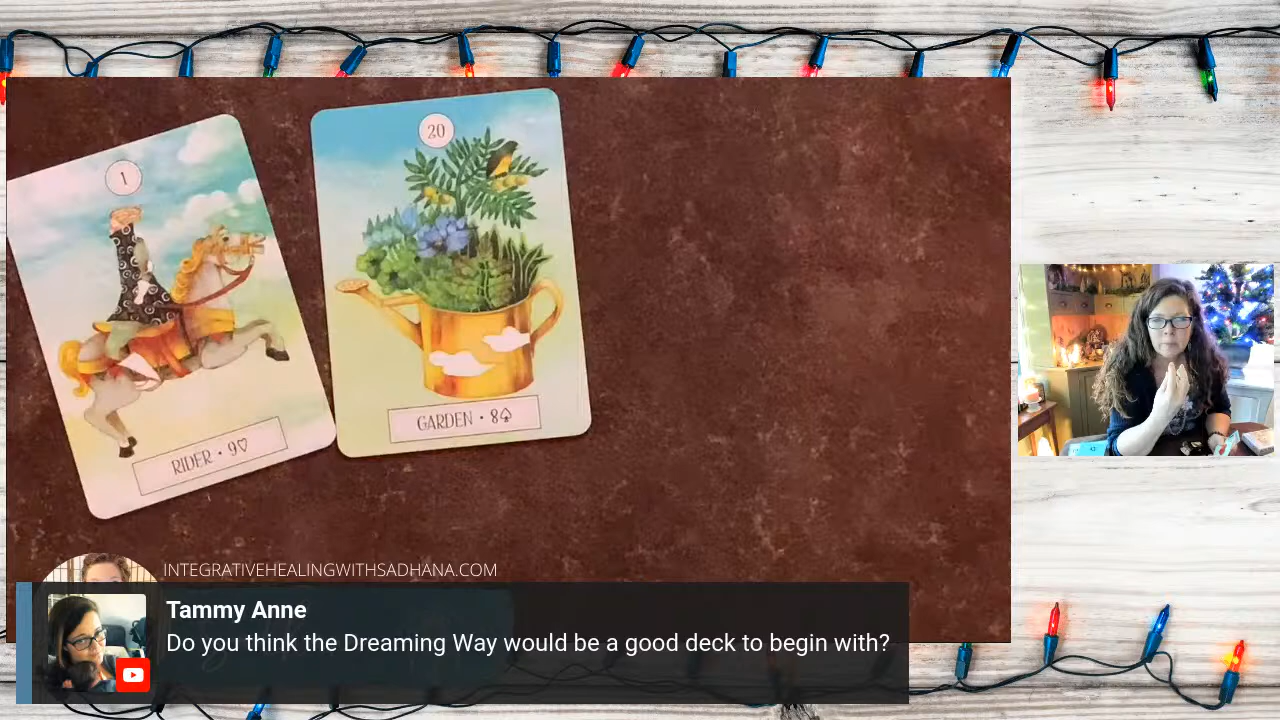 1
RIDER • 9♡
20
GARDEN • 8♤
INTEGRATIVEHEALINGWITHSADHANA.COM
Tammy Anne
Do you think the Dreaming Way would be a good deck to begin with?